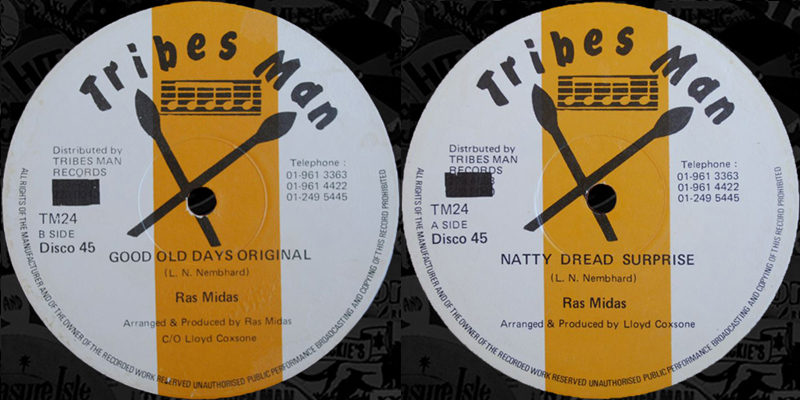 Tribes Man
Distributed by
TRIBES MAN
RECORDS
Telephone :
01-961 3363
01-961 4422
01-249 5445
TM24
B SIDE
Disco 45
GOOD OLD DAYS ORIGINAL
(L. N. Nembhard)
Ras Midas
Arranged & Produced by Ras Midas
C/O Lloyd Coxsone
ALL RIGHTS OF THE MANUFACTURER AND OF THE OWNER OF THE RECORDED WORK RESERVED UNAUTHORISED PUBLIC PERFORMANCE BROADCASTING AND COPYING OF THIS RECORD PROHIBITED
Tribes Man
Distrbuted by
TRIBES MAN
RECORDS
Telephone :
01-961 3363
01-961 4422
01-249 5445
TM24
A SIDE
Disco 45
NATTY DREAD SURPRISE
(L. N. Nembhard)
Ras Midas
Arranged & Produced by Lloyd Coxsone
ALL RIGHTS OF THE MANUFACTURER AND OF THE OWNER OF THE RECORDED WORK RESERVED UNAUTHORISED PUBLIC PERFORMANCE BROADCASTING AND COPYING OF THIS RECORD PROHIBITED